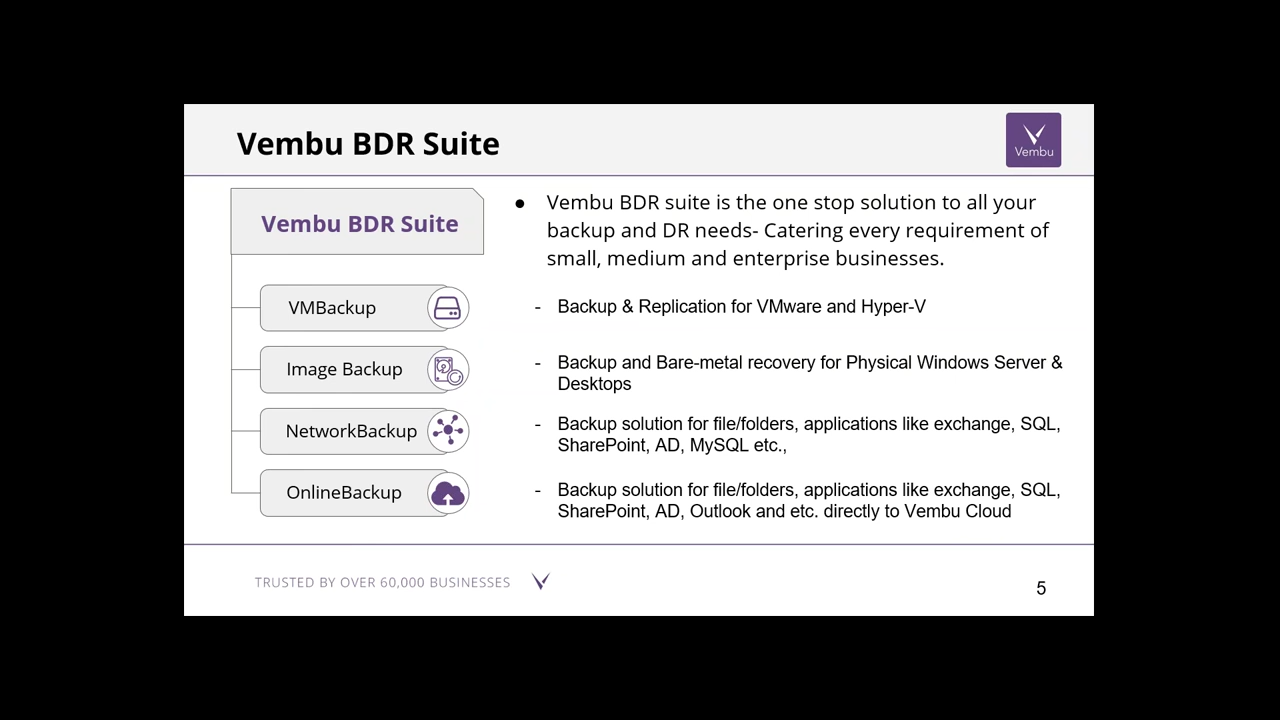 Vembu BDR Suite
Vembu
Vembu BDR Suite
● Vembu BDR suite is the one stop solution to all your
backup and DR needs- Catering every requirement of
small, medium and enterprise businesses.
VMBackup
- Backup & Replication for VMware and Hyper-V
Image Backup
- Backup and Bare-metal recovery for Physical Windows Server &
Desktops
NetworkBackup
- Backup solution for file/folders, applications like exchange, SQL,
SharePoint, AD, MySQL etc.,
OnlineBackup
- Backup solution for file/folders, applications like exchange, SQL,
SharePoint, AD, Outlook and etc. directly to Vembu Cloud
TRUSTED BY OVER 60,000 BUSINESSES
5